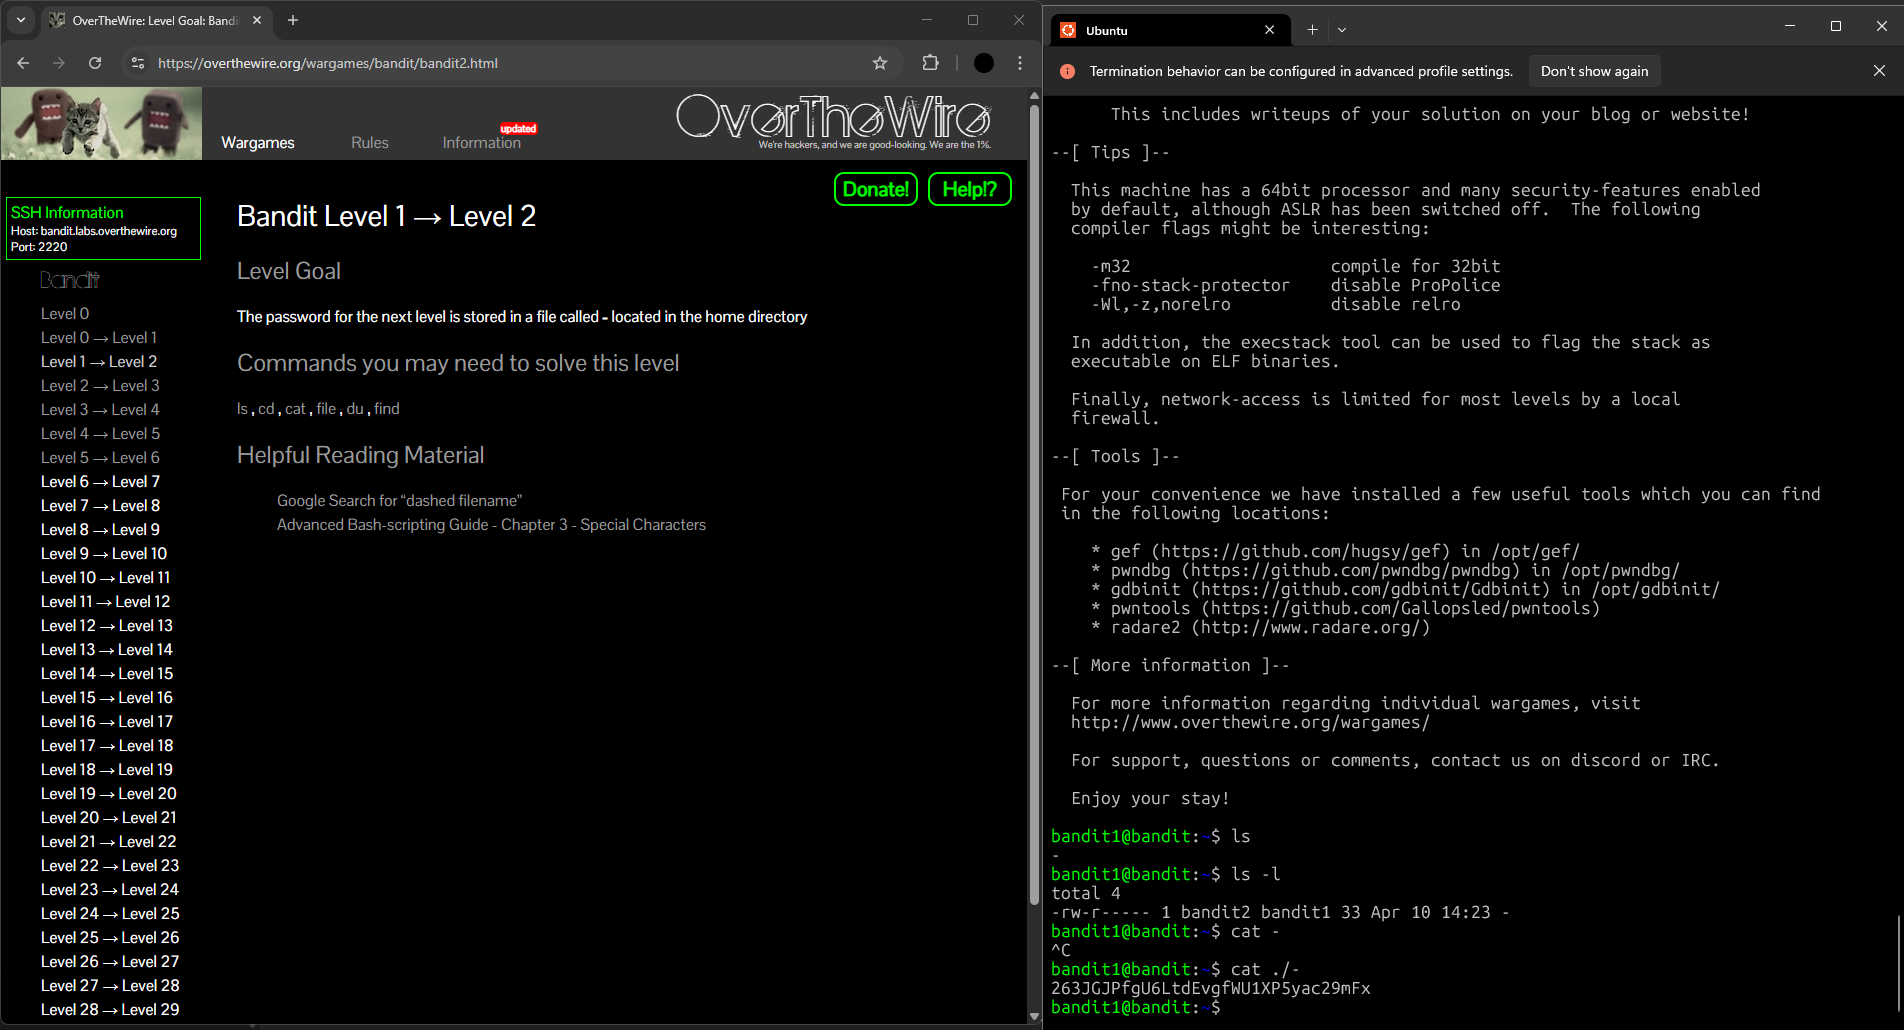 OverTheWire: Level Goal: Bandi
https://overthewire.org/wargames/bandit/bandit2.html
Wargames
Rules
Information
updated
OverTheWire
We're hackers, and we are good-looking. We are the 1%.
Donate!
Help!?
SSH Information
Host: bandit.labs.overthewire.org
Port: 2220
Bandit
Level 0
Level 0 → Level 1
Level 1 → Level 2
Level 2 → Level 3
Level 3 → Level 4
Level 4 → Level 5
Level 5 → Level 6
Level 6 → Level 7
Level 7 → Level 8
Level 8 → Level 9
Level 9 → Level 10
Level 10 → Level 11
Level 11 → Level 12
Level 12 → Level 13
Level 13 → Level 14
Level 14 → Level 15
Level 15 → Level 16
Level 16 → Level 17
Level 17 → Level 18
Level 18 → Level 19
Level 19 → Level 20
Level 20 → Level 21
Level 21 → Level 22
Level 22 → Level 23
Level 23 → Level 24
Level 24 → Level 25
Level 25 → Level 26
Level 26 → Level 27
Level 27 → Level 28
Level 28 → Level 29
Bandit Level 1 → Level 2
Level Goal
The password for the next level is stored in a file called - located in the home directory
Commands you may need to solve this level
ls , cd , cat , file , du , find
Helpful Reading Material
Google Search for “dashed filename”
Advanced Bash-scripting Guide - Chapter 3 - Special Characters
Ubuntu
Termination behavior can be configured in advanced profile settings.
Don't show again
This includes writeups of your solution on your blog or website!
--[ Tips ]--
This machine has a 64bit processor and many security-features enabled
by default, although ASLR has been switched off.  The following
compiler flags might be interesting:
-m32                    compile for 32bit
-fno-stack-protector    disable ProPolice
-Wl,-z,norelro          disable relro
In addition, the execstack tool can be used to flag the stack as
executable on ELF binaries.
Finally, network-access is limited for most levels by a local
firewall.
--[ Tools ]--
For your convenience we have installed a few useful tools which you can find
in the following locations:
* gef (https://github.com/hugsy/gef) in /opt/gef/
* pwndbg (https://github.com/pwndbg/pwndbg) in /opt/pwndbg/
* gdbinit (https://github.com/gdbinit/Gdbinit) in /opt/gdbinit/
* pwntools (https://github.com/Gallopsled/pwntools)
* radare2 (http://www.radare.org/)
--[ More information ]--
For more information regarding individual wargames, visit
http://www.overthewire.org/wargames/
For support, questions or comments, contact us on discord or IRC.
Enjoy your stay!
bandit1@bandit:~$ ls
-
bandit1@bandit:~$ ls -l
total 4
-rw-r----- 1 bandit2 bandit1 33 Apr 10 14:23 -
bandit1@bandit:~$ cat -
^C
bandit1@bandit:~$ cat ./-
263JGJPfgU6LtdEvgfWU1XP5yac29mFx
bandit1@bandit:~$